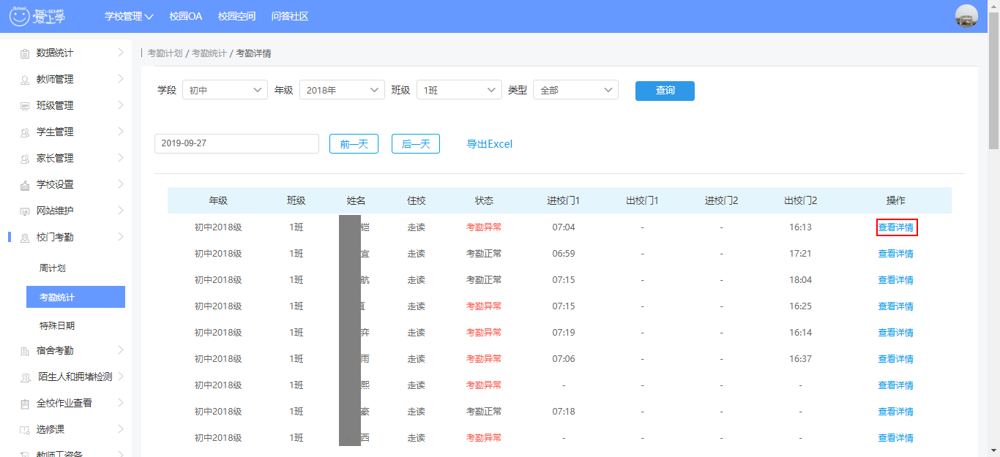 iSchool 爱上学 i-SCHOOL 学校管理 校园OA 校园空间 问答社区
数据统计
教师管理
班级管理
学生管理
家长管理
学校设置
网站维护
校门考勤
周计划
考勤统计
特殊日期
宿舍考勤
陌生人和拥堵检测
全校作业查看
选修课
教师工资条
考勤计划 / 考勤统计 / 考勤详情
学段 初中 年级 2018年 班级 1班 类型 全部 查询
2019-09-27 前一天 后一天 导出Excel
年级 班级 姓名 住校 状态 进校门1 出校门1 进校门2 出校门2 操作
初中2018级 1班 铠 走读 考勤异常 07:04 - - 16:13 查看详情
初中2018级 1班 宜 走读 考勤正常 06:59 - - 17:21 查看详情
初中2018级 1班 航 走读 考勤正常 07:15 - - 18:04 查看详情
初中2018级 1班 走读 考勤异常 07:15 - - 16:25 查看详情
初中2018级 1班 弈 走读 考勤异常 07:19 - - 16:14 查看详情
初中2018级 1班 雨 走读 考勤异常 07:06 - - 16:37 查看详情
初中2018级 1班 熙 走读 考勤异常 - - - - 查看详情
初中2018级 1班 豪 走读 考勤正常 07:18 - - - 查看详情
初中2018级 1班 西 走读 考勤异常 - - - - 查看详情